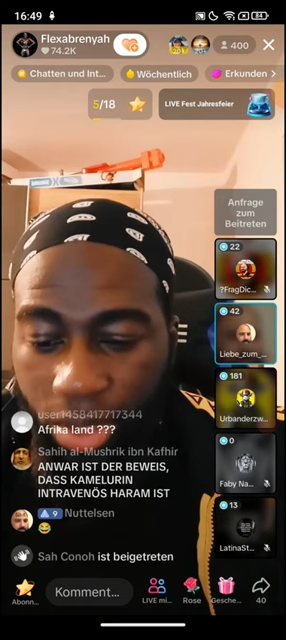 16:49
84
Flexabrenyah
74.2K
400
Chatten und Int...
Wöchentlich
Erkunden
5/18
LIVE Fest Jahresfeier
Anfrage
zum
Beitreten
22
?FragDic...
42
Liebe_zum_...
181
Urbanderzw...
0
Faby Na...
13
LatinaSt...
user1458417717344
Afrika land ???
Sahih al-Mushrik ibn Kafhir
ANWAR IST DER BEWEIS,
DASS KAMELURIN
INTRAVENÖS HARAM IST
9 Nuttelsen
😂
Sah Conoh ist beigetreten
Abonn...
Komment...
LIVE mi...
Rose
Gesche...
40